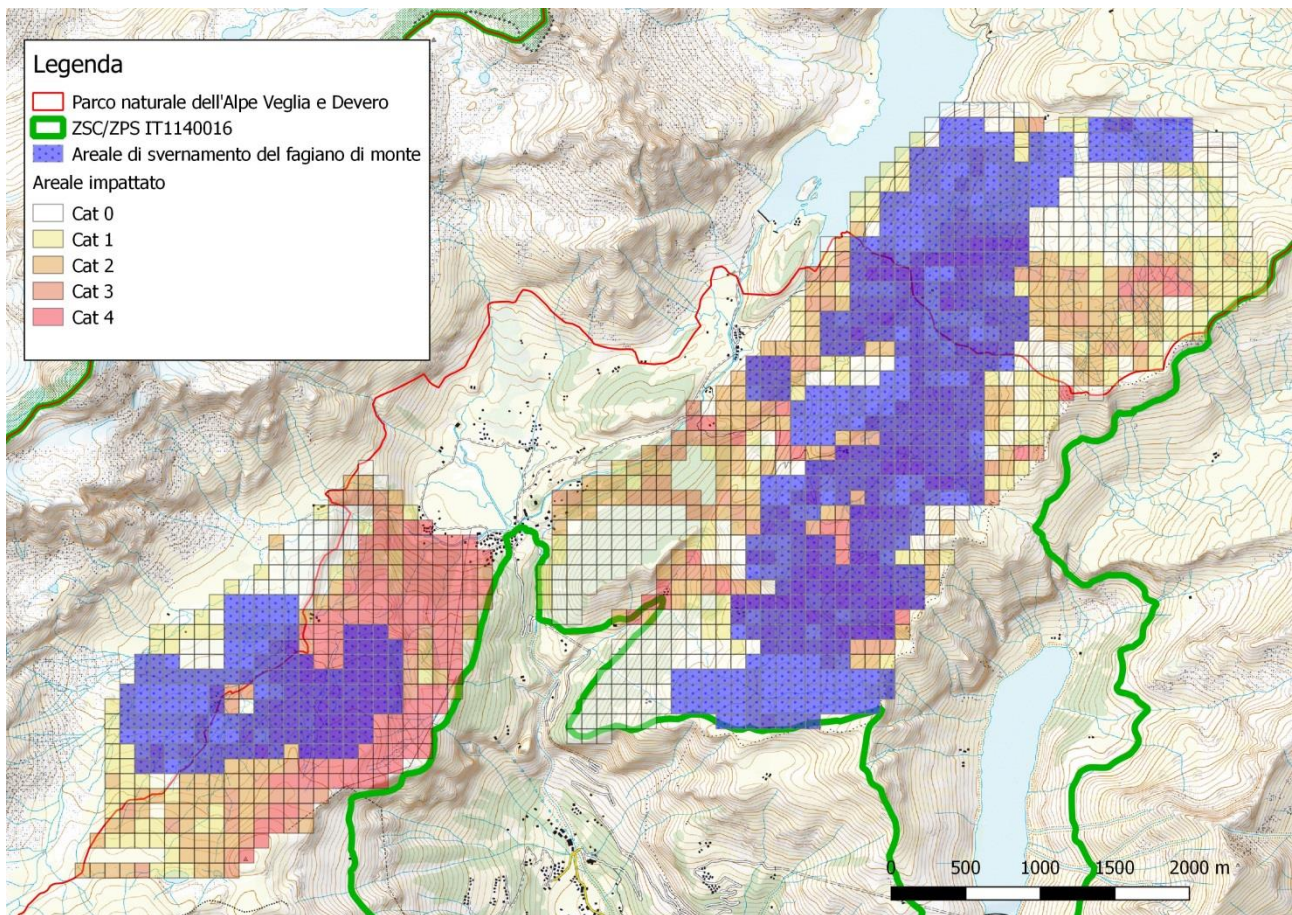 Legenda
Parco naturale dell'Alpe Veglia e Devero
ZSC/ZPS IT1140016
Areale di svernamento del fagiano di monte
Areale impattato
Cat 0
Cat 1
Cat 2
Cat 3
Cat 4
0 500 1000 1500 2000 m